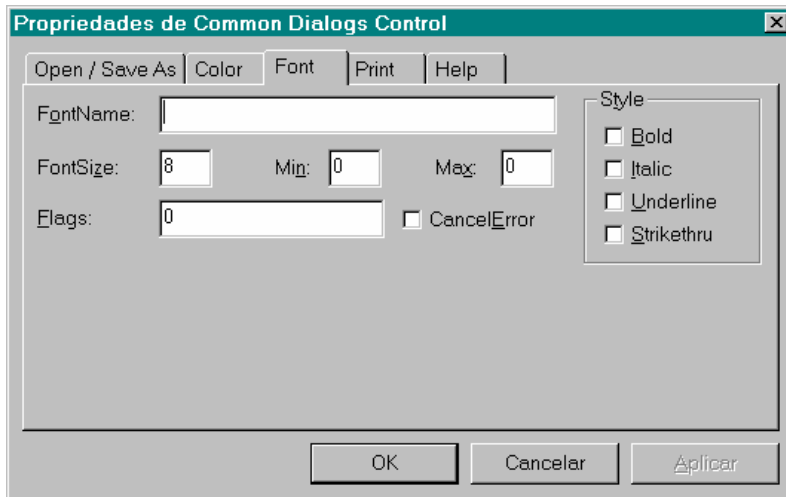 Propriedades de Common Dialogs Control
Open / Save As Color Font Print Help
FontName:
Style
Bold
Italic
Underline
Strikethru
FontSize: 8 Min: 0 Max: 0
Flags: 0 CancelError
OK Cancelar Aplicar